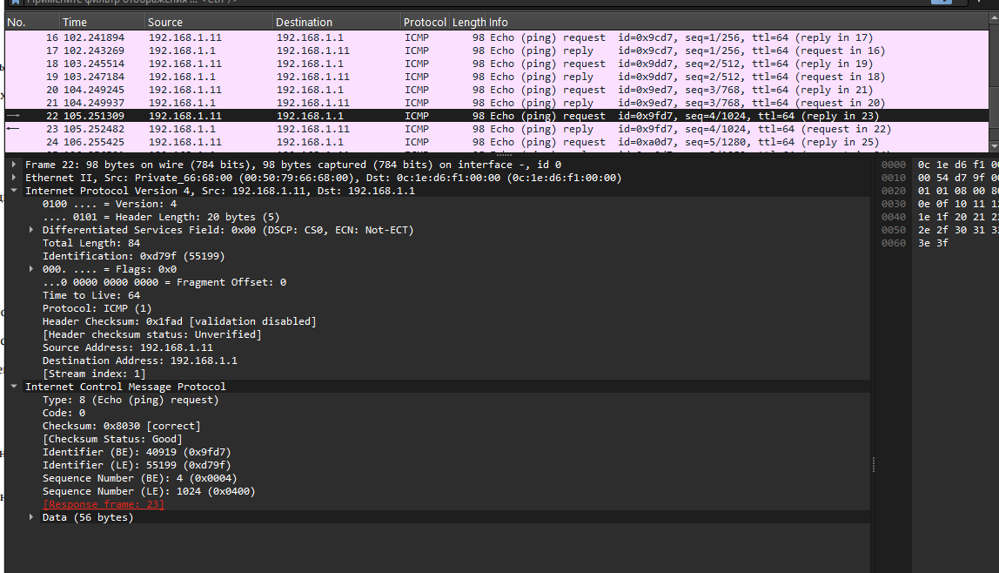 Примените фильтр отображения ... <Ctrl-/>
No. Time Source Destination Protocol Length Info
16 102.241894 192.168.1.11 192.168.1.1 ICMP 98 Echo (ping) request id=0x9cd7, seq=1/256, ttl=64 (reply in 17)
17 102.243269 192.168.1.1 192.168.1.11 ICMP 98 Echo (ping) reply id=0x9cd7, seq=1/256, ttl=64 (request in 16)
18 103.245514 192.168.1.11 192.168.1.1 ICMP 98 Echo (ping) request id=0x9dd7, seq=2/512, ttl=64 (reply in 19)
19 103.247184 192.168.1.1 192.168.1.11 ICMP 98 Echo (ping) reply id=0x9dd7, seq=2/512, ttl=64 (request in 18)
20 104.249245 192.168.1.11 192.168.1.1 ICMP 98 Echo (ping) request id=0x9ed7, seq=3/768, ttl=64 (reply in 21)
21 104.249937 192.168.1.1 192.168.1.11 ICMP 98 Echo (ping) reply id=0x9ed7, seq=3/768, ttl=64 (request in 20)
22 105.251309 192.168.1.11 192.168.1.1 ICMP 98 Echo (ping) request id=0x9fd7, seq=4/1024, ttl=64 (reply in 23)
23 105.252482 192.168.1.1 192.168.1.11 ICMP 98 Echo (ping) reply id=0x9fd7, seq=4/1024, ttl=64 (request in 22)
24 106.255425 192.168.1.11 192.168.1.1 ICMP 98 Echo (ping) request id=0xa0d7, seq=5/1280, ttl=64 (reply in 25)
Frame 22: 98 bytes on wire (784 bits), 98 bytes captured (784 bits) on interface -, id 0
Ethernet II, Src: Private_66:68:00 (00:50:79:66:68:00), Dst: 0c:1e:d6:f1:00:00 (0c:1e:d6:f1:00:00)
Internet Protocol Version 4, Src: 192.168.1.11, Dst: 192.168.1.1
0100 .... = Version: 4
.... 0101 = Header Length: 20 bytes (5)
Differentiated Services Field: 0x00 (DSCP: CS0, ECN: Not-ECT)
Total Length: 84
Identification: 0xd79f (55199)
000. .... = Flags: 0x0
...0 0000 0000 0000 = Fragment Offset: 0
Time to Live: 64
Protocol: ICMP (1)
Header Checksum: 0x1fad [validation disabled]
[Header checksum status: Unverified]
Source Address: 192.168.1.11
Destination Address: 192.168.1.1
[Stream index: 1]
Internet Control Message Protocol
Type: 8 (Echo (ping) request)
Code: 0
Checksum: 0x8030 [correct]
[Checksum Status: Good]
Identifier (BE): 40919 (0x9fd7)
Identifier (LE): 55199 (0xd79f)
Sequence Number (BE): 4 (0x0004)
Sequence Number (LE): 1024 (0x0400)
[Response frame: 23]
Data (56 bytes)
0000 0c 1e d6 f1
0010 00 54 d7 9f
0020 01 01 08 00
0030 0e 0f 10 11
0040 1e 1f 20 21
0050 2e 2f 30 31
0060 3e 3f